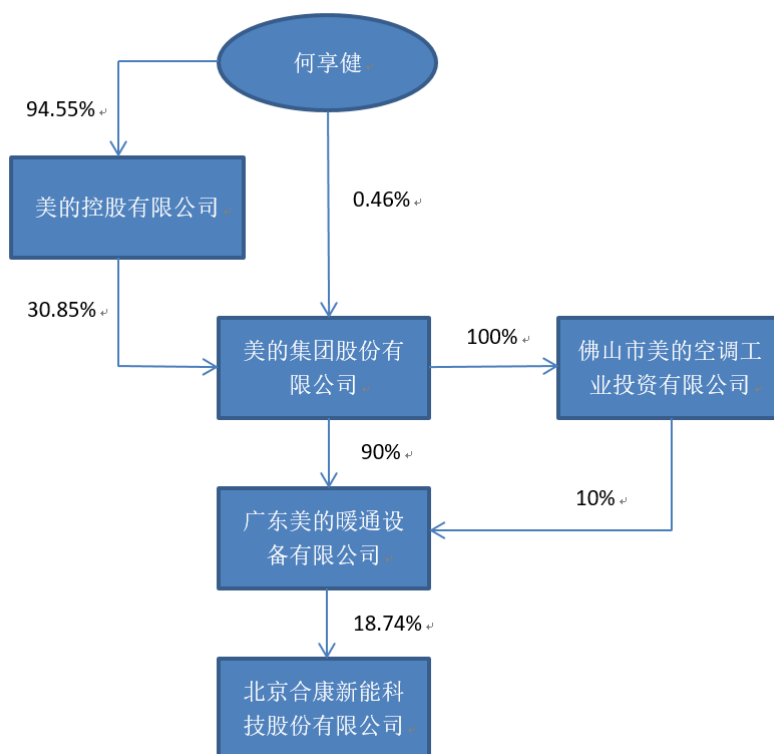 何享健
94.55%
美的控股有限公司
0.46%
30.85%
美的集团股份有
限公司
100%
佛山市美的空调工
业投资有限公司
90%
10%
广东美的暖通设
备有限公司
18.74%
北京合康新能科
技股份有限公司